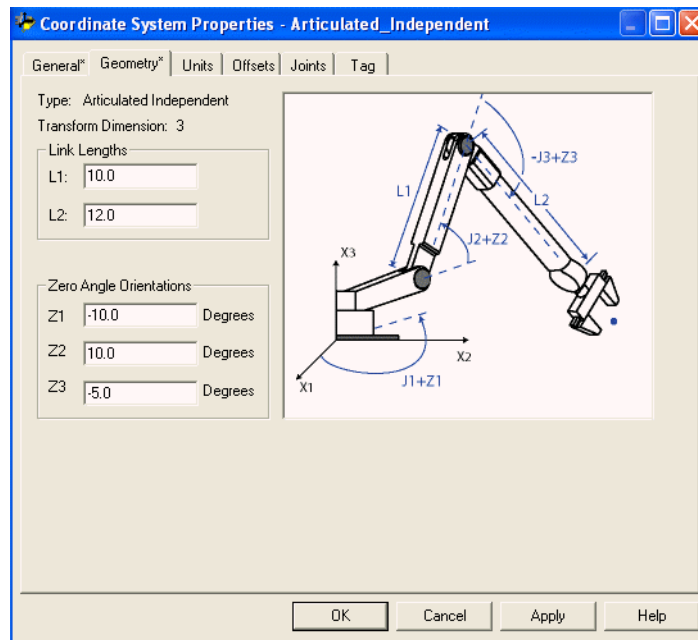 Coordinate System Properties - Articulated_Independent
General* Geometry* Units Offsets Joints Tag
Type: Articulated Independent
Transform Dimension: 3
Link Lengths
L1: 10.0
L2: 12.0
Zero Angle Orientations
Z1 -10.0 Degrees
Z2 10.0 Degrees
Z3 -5.0 Degrees
-J3+Z3
L1
L2
J2+Z2
X3
X2
J1+Z1
X1
OK Cancel Apply Help